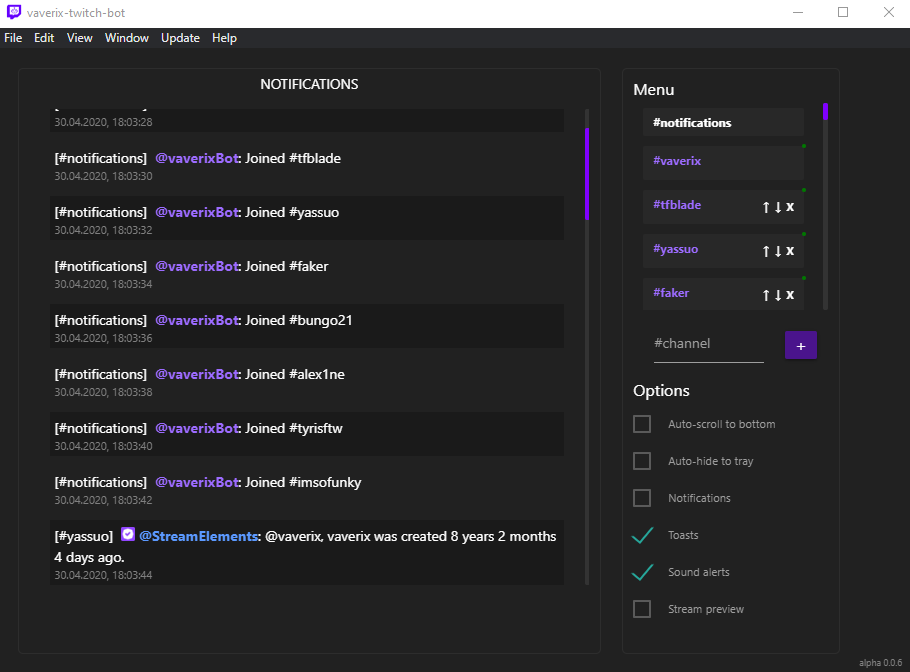 vaverix-twitch-bot
File Edit View Window Update Help
NOTIFICATIONS
30.04.2020, 18:03:28
[#notifications] @vaverixBot: Joined #tfblade
30.04.2020, 18:03:30
[#notifications] @vaverixBot: Joined #yassuo
30.04.2020, 18:03:32
[#notifications] @vaverixBot: Joined #faker
30.04.2020, 18:03:34
[#notifications] @vaverixBot: Joined #bungo21
30.04.2020, 18:03:36
[#notifications] @vaverixBot: Joined #alex1ne
30.04.2020, 18:03:38
[#notifications] @vaverixBot: Joined #tyrisftw
30.04.2020, 18:03:40
[#notifications] @vaverixBot: Joined #imsofunky
30.04.2020, 18:03:42
[#yassuo] @StreamElements: @vaverix, vaverix was created 8 years 2 months
4 days ago.
30.04.2020, 18:03:44
Menu
#notifications
#vaverix
#tfblade ↑ ↓ x
#yassuo ↑ ↓ x
#faker ↑ ↓ x
#channel +
Options
Auto-scroll to bottom
Auto-hide to tray
Notifications
Toasts
Sound alerts
Stream preview
alpha 0.0.6